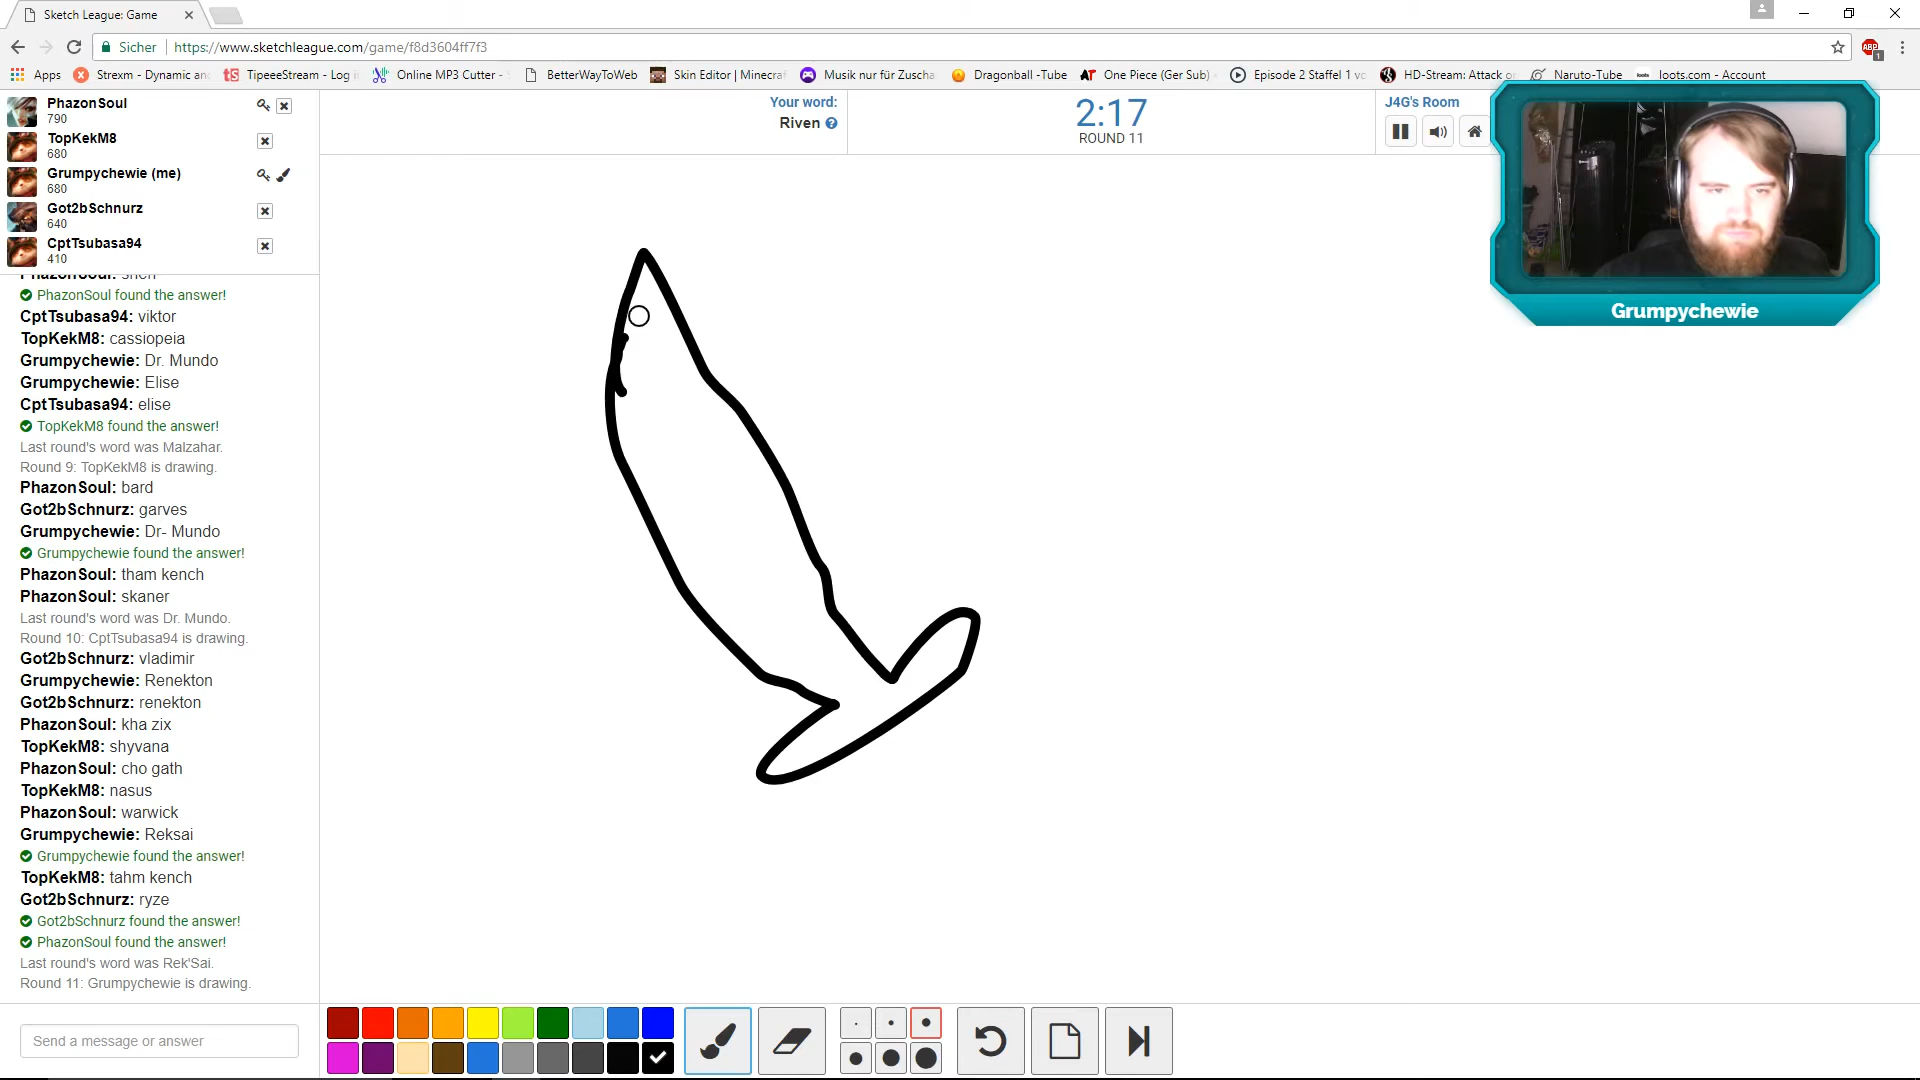 Sketch League: Game
Sicher https://www.sketchleague.com/game/f8d3604ff7f3
Apps Strexm - Dynamic an TipeeeStream - Log i Online MP3 Cutter - BetterWayToWeb Skin Editor | Minecra Musik nur für Zuscha Dragonball -Tube AT One Piece (Ger Sub) Episode 2 Staffel 1 vo HD-Stream: Attack o Naruto-Tube loots loots.com - Account
ABP 1
PhazonSoul
790
TopKekM8
680
Grumpychewie (me)
680
Got2bSchnurz
640
CptTsubasa94
410
Your word:
Riven
2:17
ROUND 11
J4G's Room
Grumpychewie
PhazonSoul: shen
PhazonSoul found the answer!
CptTsubasa94: viktor
TopKekM8: cassiopeia
Grumpychewie: Dr. Mundo
Grumpychewie: Elise
CptTsubasa94: elise
TopKekM8 found the answer!
Last round's word was Malzahar.
Round 9: TopKekM8 is drawing.
PhazonSoul: bard
Got2bSchnurz: garves
Grumpychewie: Dr- Mundo
Grumpychewie found the answer!
PhazonSoul: tham kench
PhazonSoul: skaner
Last round's word was Dr. Mundo.
Round 10: CptTsubasa94 is drawing.
Got2bSchnurz: vladimir
Grumpychewie: Renekton
Got2bSchnurz: renekton
PhazonSoul: kha zix
TopKekM8: shyvana
PhazonSoul: cho gath
TopKekM8: nasus
PhazonSoul: warwick
Grumpychewie: Reksai
Grumpychewie found the answer!
TopKekM8: tahm kench
Got2bSchnurz: ryze
Got2bSchnurz found the answer!
PhazonSoul found the answer!
Last round's word was Rek'Sai.
Round 11: Grumpychewie is drawing.
Send a message or answer